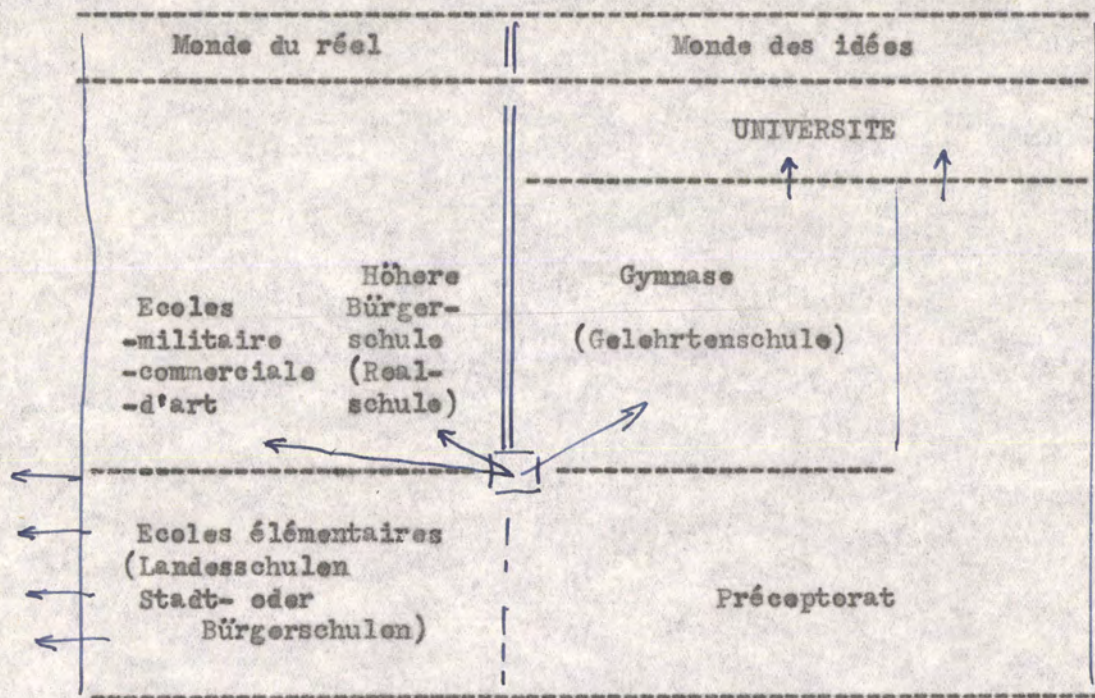 Monde du réel
Monde des idées
UNIVERSITE
Ecoles
-militaire
-commerciale
-d'art
Höhere
Bürger-
schule
(Real-
schule)
Gymnase
(Gelehrtenschule)
Ecoles élémentaires
(Landesschulen
Stadt- oder
Bürgerschulen)
Préceptorat